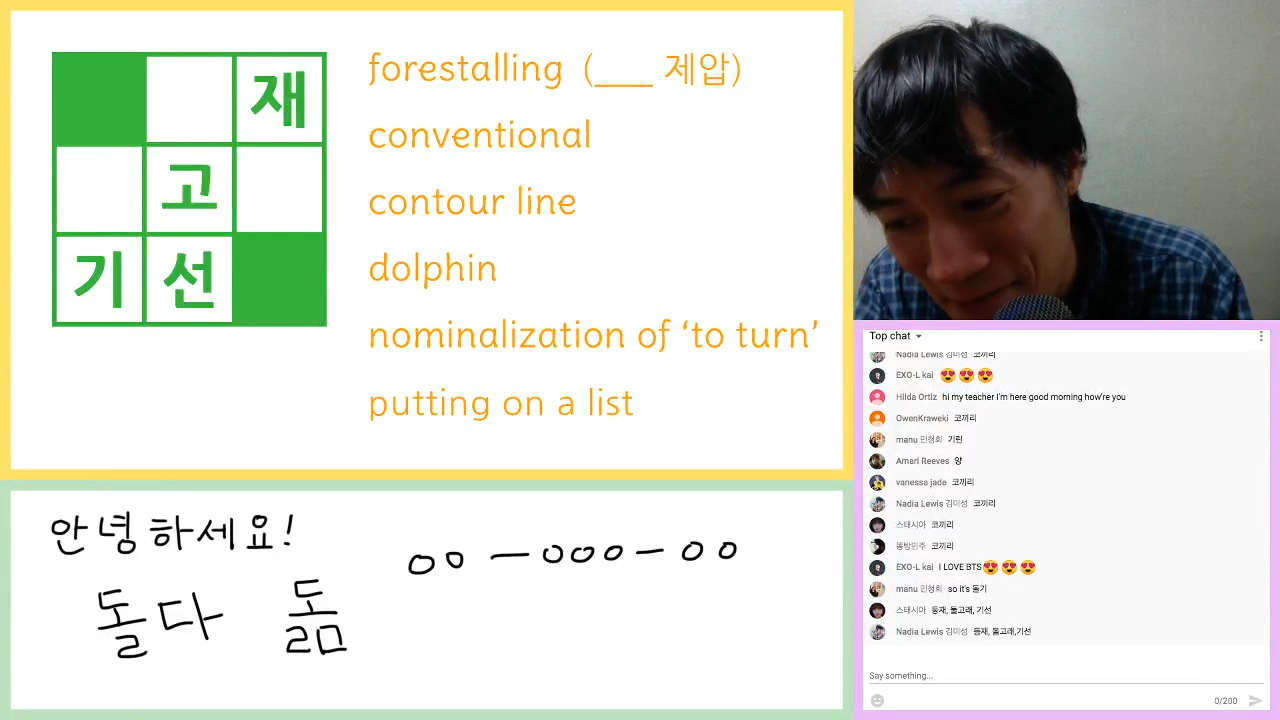 재
고
기 선
forestalling (___ 제압)
conventional
contour line
dolphin
nominalization of ‘to turn’
putting on a list
안녕하세요!
돌다 돎
oo – ooo – oo
Top chat
Nadia Lewis 김미성 코끼리
EXO-L kai 😍😍😍
Hilda Ortiz hi my teacher I'm here good morning how're you
OwenKraweki 코끼리
manu 민청희 기린
Amari Reeves 양
vanessa jade 코끼리
Nadia Lewis 김미성 코끼리
스태시아 코끼리
똥방민주 코끼리
EXO-L kai I LOVE BTS😍😍😍
manu 민청희 so it's 돌기
스태시아 등재, 돌고래, 기선
Nadia Lewis 김미성 등재, 돌고래,기선
Say something...
0/200